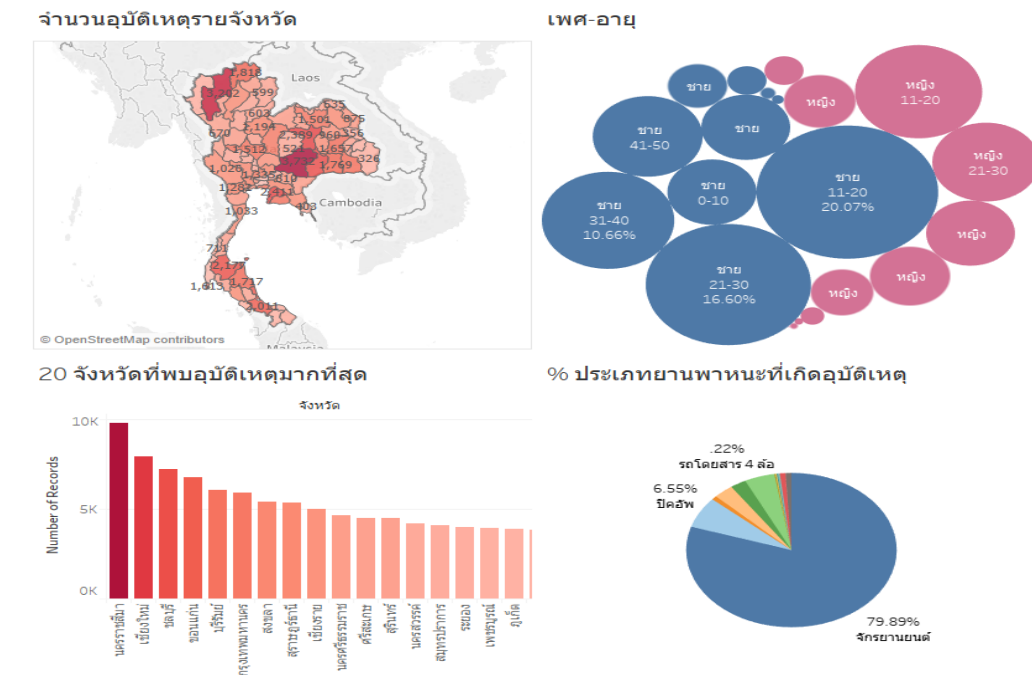 จำนวนอุบัติเหตุรายจังหวัด
เพศ-อายุ
1,818
Laos
599
603
535
1,501
875
2,194
670
2,389
960
356
1,512
521
1,657
326
1,026
1,335
1,769
810
1,282
2,411
1,033
403
Cambodia
711
2,177
1,613
1,717
2,011
© OpenStreetMap contributors
Malaysia
ชาย
หญิง
หญิง
11-20
ชาย
41-50
ชาย
ชาย
11-20
20.07%
หญิง
21-30
ชาย
0-10
ชาย
31-40
10.66%
หญิง
ชาย
21-30
16.60%
หญิง
หญิง
20 จังหวัดที่พบอุบัติเหตุมากที่สุด
จังหวัด
Number of Records
10K
5K
0K
นครราชสีมา
เชียงใหม่
ชลบุรี
ขอนแก่น
บุรีรัมย์
กรุงเทพมหานคร
สงขลา
สุราษฎร์ธานี
เชียงราย
นครศรีธรรมราช
ศรีสะเกษ
สุรินทร์
นครสวรรค์
สมุทรปราการ
ระยอง
เพชรบูรณ์
ภูเก็ต
% ประเภทยานพาหนะที่เกิดอุบัติเหตุ
.22%
รถโดยสาร 4 ล้อ
6.55%
ปิคอัพ
79.89%
จักรยานยนต์